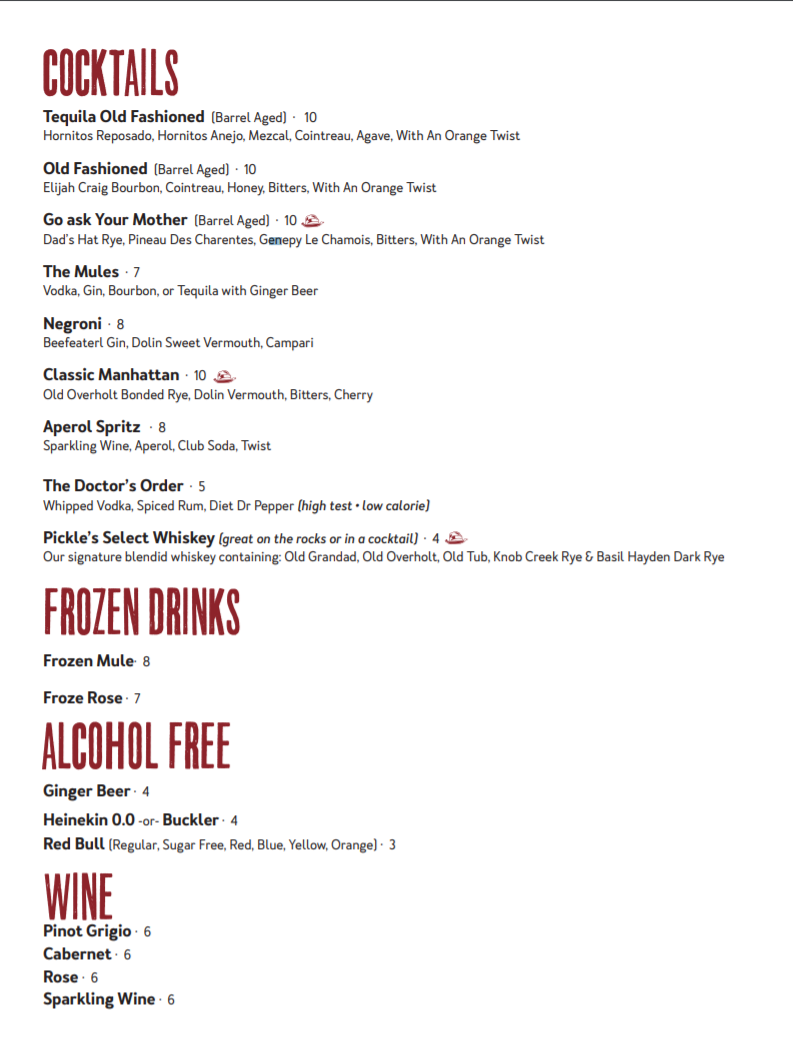 COCKTAILS
Tequila Old Fashioned (Barrel Aged) · 10
Hornitos Reposado, Hornitos Anejo, Mezcal, Cointreau, Agave, With An Orange Twist
Old Fashioned (Barrel Aged) · 10
Elijah Craig Bourbon, Cointreau, Honey, Bitters, With An Orange Twist
Go ask Your Mother (Barrel Aged) · 10
Dad's Hat Rye, Pineau Des Charentes, Genepy Le Chamois, Bitters, With An Orange Twist
The Mules · 7
Vodka, Gin, Bourbon, or Tequila with Ginger Beer
Negroni · 8
Beefeaterl Gin, Dolin Sweet Vermouth, Campari
Classic Manhattan · 10
Old Overholt Bonded Rye, Dolin Vermouth, Bitters, Cherry
Aperol Spritz · 8
Sparkling Wine, Aperol, Club Soda, Twist
The Doctor's Order · 5
Whipped Vodka, Spiced Rum, Diet Dr Pepper (high test • low calorie)
Pickle's Select Whiskey (great on the rocks or in a cocktail) · 4
Our signature blendid whiskey containing: Old Grandad, Old Overholt, Old Tub, Knob Creek Rye & Basil Hayden Dark Rye
FROZEN DRINKS
Frozen Mule · 8
Froze Rose · 7
ALCOHOL FREE
Ginger Beer · 4
Heinekin 0.0 -or- Buckler · 4
Red Bull (Regular, Sugar Free, Red, Blue, Yellow, Orange) · 3
WINE
Pinot Grigio · 6
Cabernet · 6
Rose · 6
Sparkling Wine · 6